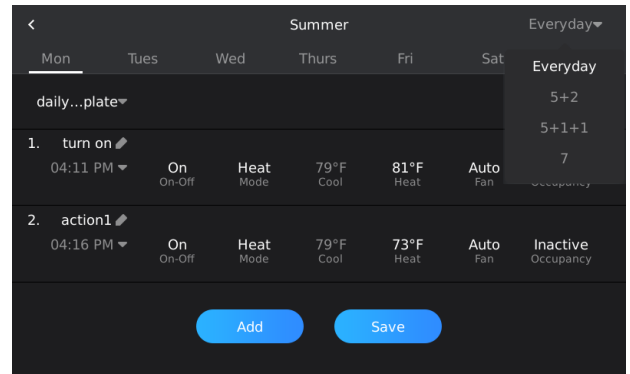 < Summer Everyday
Mon Tues Wed Thurs Fri Sat
Everyday
5+2
5+1+1
7
daily...plate
1. turn on
04:11 PM On Heat 79°F 81°F Auto
On-Off Mode Cool Heat Fan Occupancy
2. action1
04:16 PM On Heat 79°F 73°F Auto Inactive
On-Off Mode Cool Heat Fan Occupancy
Add Save